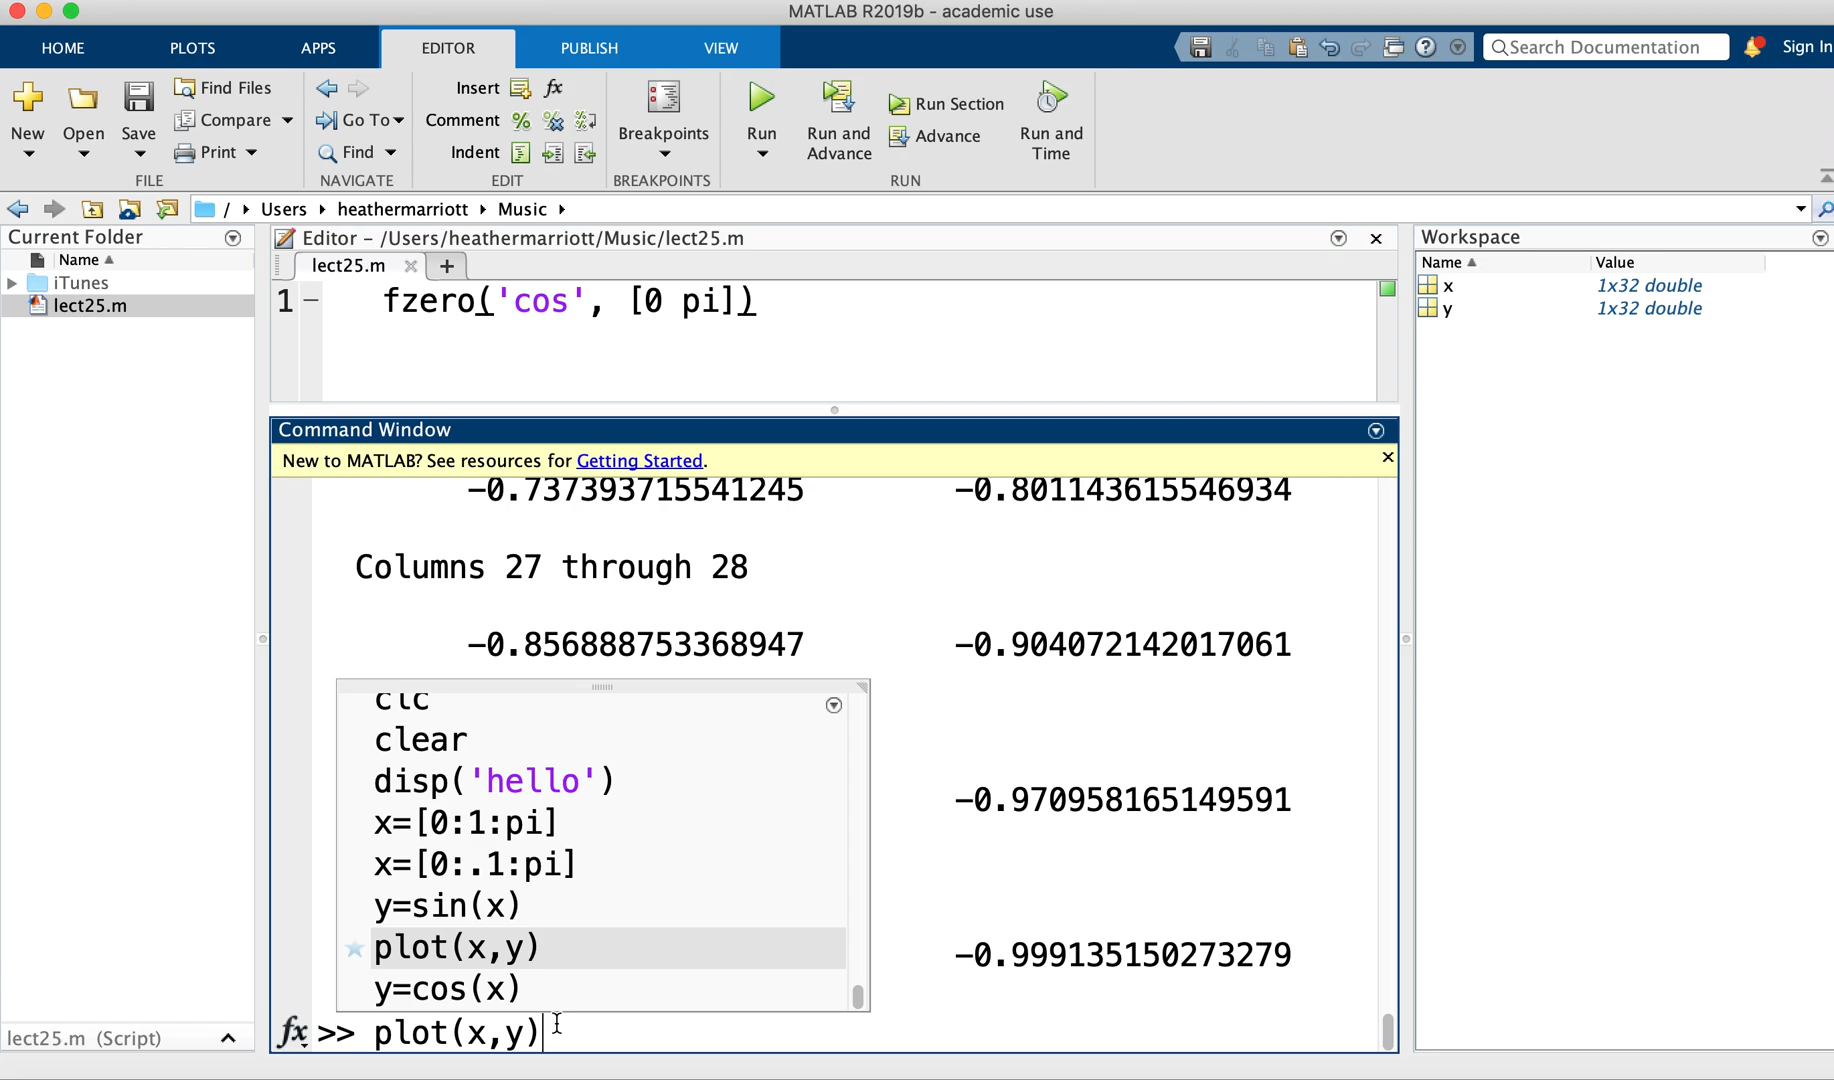 MATLAB R2019b - academic use
HOME PLOTS APPS EDITOR PUBLISH VIEW
Search Documentation
Sign In
New
Open
Save
Find Files
Compare
Print
FILE
Go To
Find
NAVIGATE
Insert fx
Comment
Indent
EDIT
Breakpoints
BREAKPOINTS
Run
Run and Advance
Run Section
Advance
Run and Time
RUN
/ Users heathermarriott Music
Current Folder
Name
iTunes
lect25.m
lect25.m (Script)
Editor - /Users/heathermarriott/Music/lect25.m
lect25.m +
1 - fzero('cos', [0 pi])
Command Window
New to MATLAB? See resources for Getting Started.
-0.737393715541245 -0.801143615546934
Columns 27 through 28
-0.856888753368947 -0.904072142017061
-0.970958165149591
-0.999135150273279
clc
clear
disp('hello')
x=[0:1:pi]
x=[0:.1:pi]
y=sin(x)
plot(x,y)
y=cos(x)
fx >> plot(x,y)
Workspace
Name Value
x 1x32 double
y 1x32 double